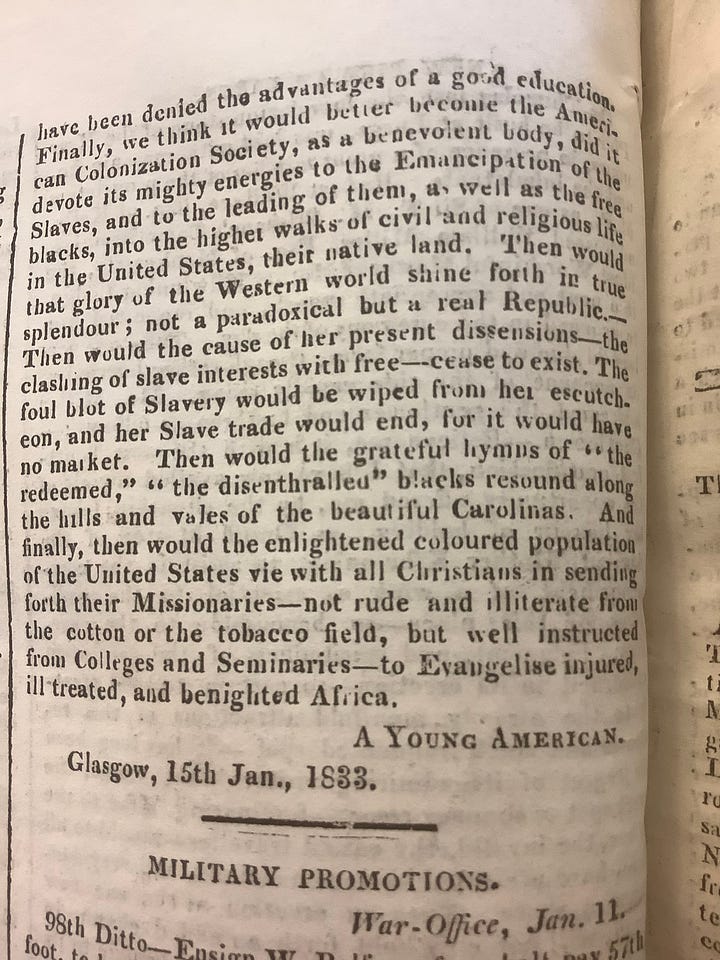 have been denied the advantages of a good education.
Finally, we think it would better become the Ameri-
can Colonization Society, as a benevolent body, did it
devote its mighty energies to the Emancipation of the
Slaves, and to the leading of them, as well as the free
blacks, into the higher walks of civil and religious life
in the United States, their native land. Then would
that glory of the Western world shine forth in true
splendour; not a paradoxical but a real Republic.—
Then would the cause of her present dissensions—the
clashing of slave interests with free—cease to exist. The
foul blot of Slavery would be wiped from her escutch-
eon, and her Slave trade would end, for it would have
no market. Then would the grateful hymns of "the
redeemed," "the disenthralled" blacks resound along
the hills and vales of the beautiful Carolinas. And
finally, then would the enlightened coloured population
of the United States vie with all Christians in sending
forth their Missionaries—not rude and illiterate from
the cotton or the tobacco field, but well instructed
from Colleges and Seminaries—to Evangelise injured,
ill treated, and benighted Africa.
A YOUNG AMERICAN.
Glasgow, 15th Jan., 1833.
MILITARY PROMOTIONS.
War-Office, Jan. 11.
98th Ditto—Ensign W. pay 57th
foot, to